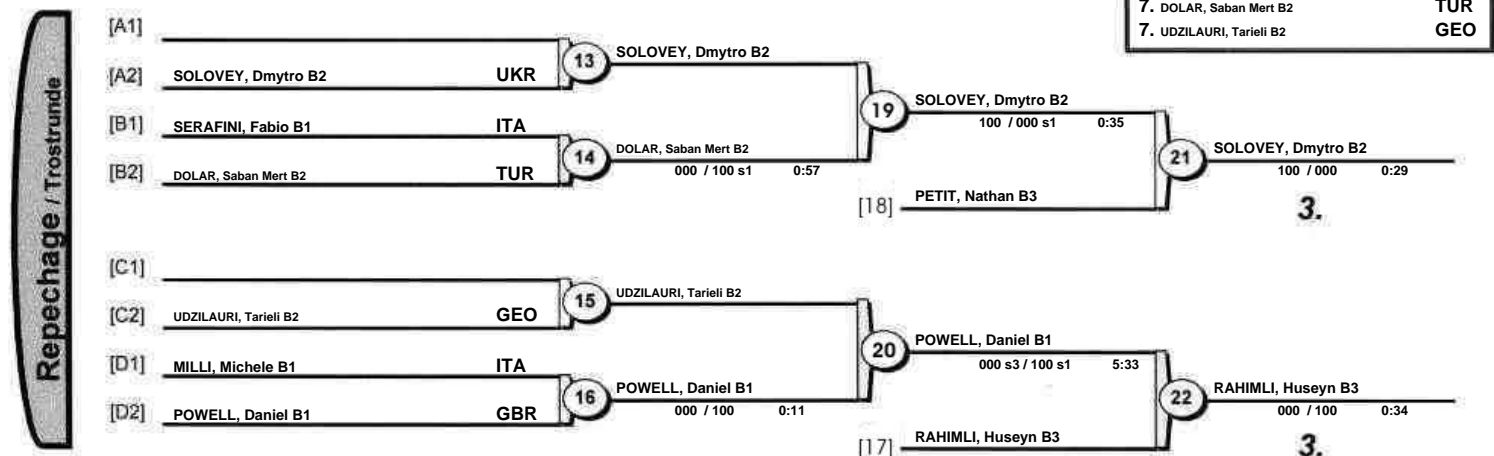 7. DOLAR, Saban Mert B2 TUR
7. UDZILAURI, Tarieli B2 GEO
Repechage / Trostrunde
[A1]
[A2] SOLOVEY, Dmytro B2 UKR
13 SOLOVEY, Dmytro B2
[B1] SERAFINI, Fabio B1 ITA
[B2] DOLAR, Saban Mert B2 TUR
14 DOLAR, Saban Mert B2
000 / 100 s1 0:57
19 SOLOVEY, Dmytro B2
100 / 000 s1 0:35
[18] PETIT, Nathan B3
21 SOLOVEY, Dmytro B2
100 / 000 0:29
3.
[C1]
[C2] UDZILAURI, Tarieli B2 GEO
15 UDZILAURI, Tarieli B2
[D1] MILLI, Michele B1 ITA
[D2] POWELL, Daniel B1 GBR
16 POWELL, Daniel B1
000 / 100 0:11
20 POWELL, Daniel B1
000 s3 / 100 s1 5:33
[17] RAHIMLI, Huseyn B3
22 RAHIMLI, Huseyn B3
000 / 100 0:34
3.